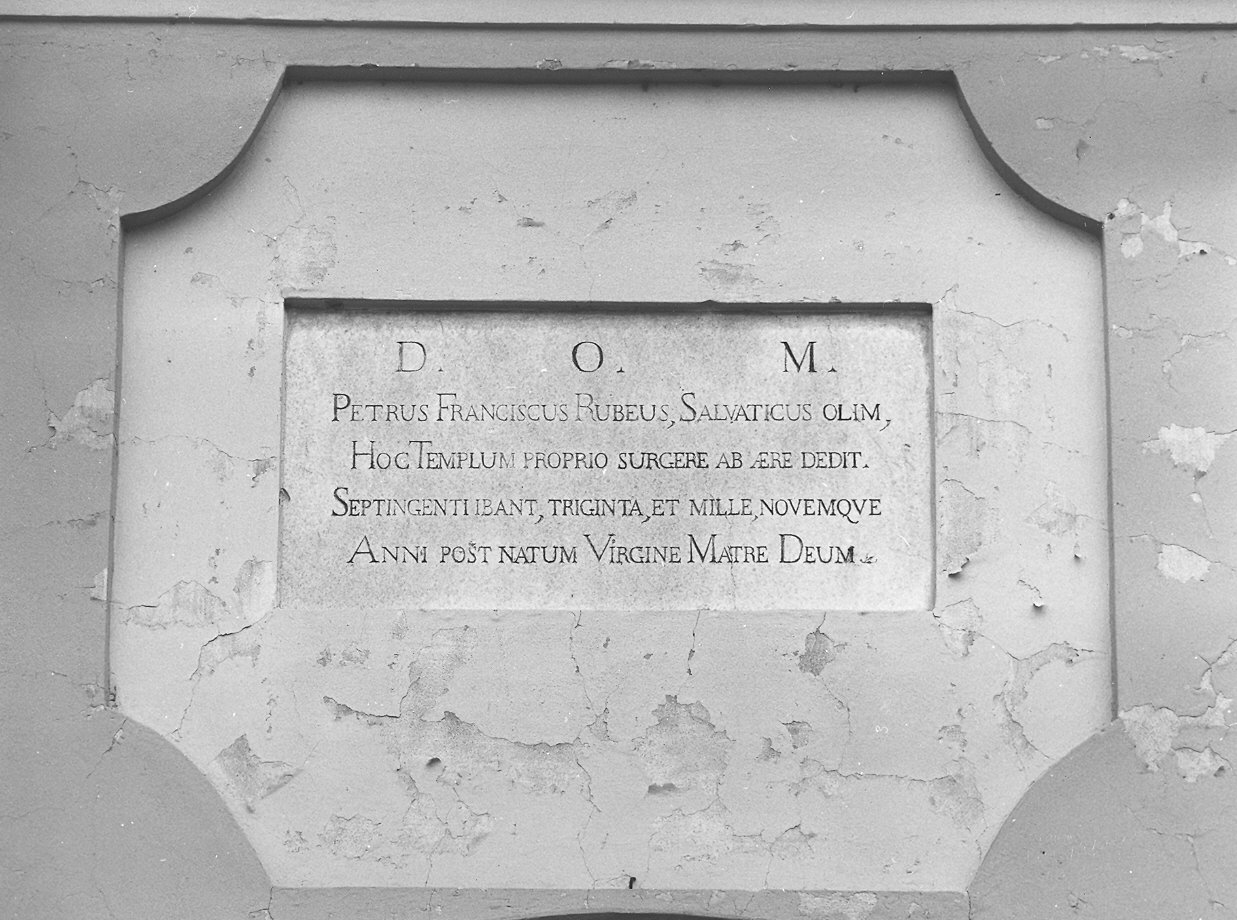 D. O. M.
PETRUS FRANCISCUS RUBEUS, SALVATICUS OLIM,
HOC TEMPLUM PROPRIO SURGERE AB ÆRE DEDIT.
SEPTINGENTI IBANT, TRIGINTA, ET MILLE, NOVEMQVE
ANNI POST NATUM VIRGINE MATRE DEUM.